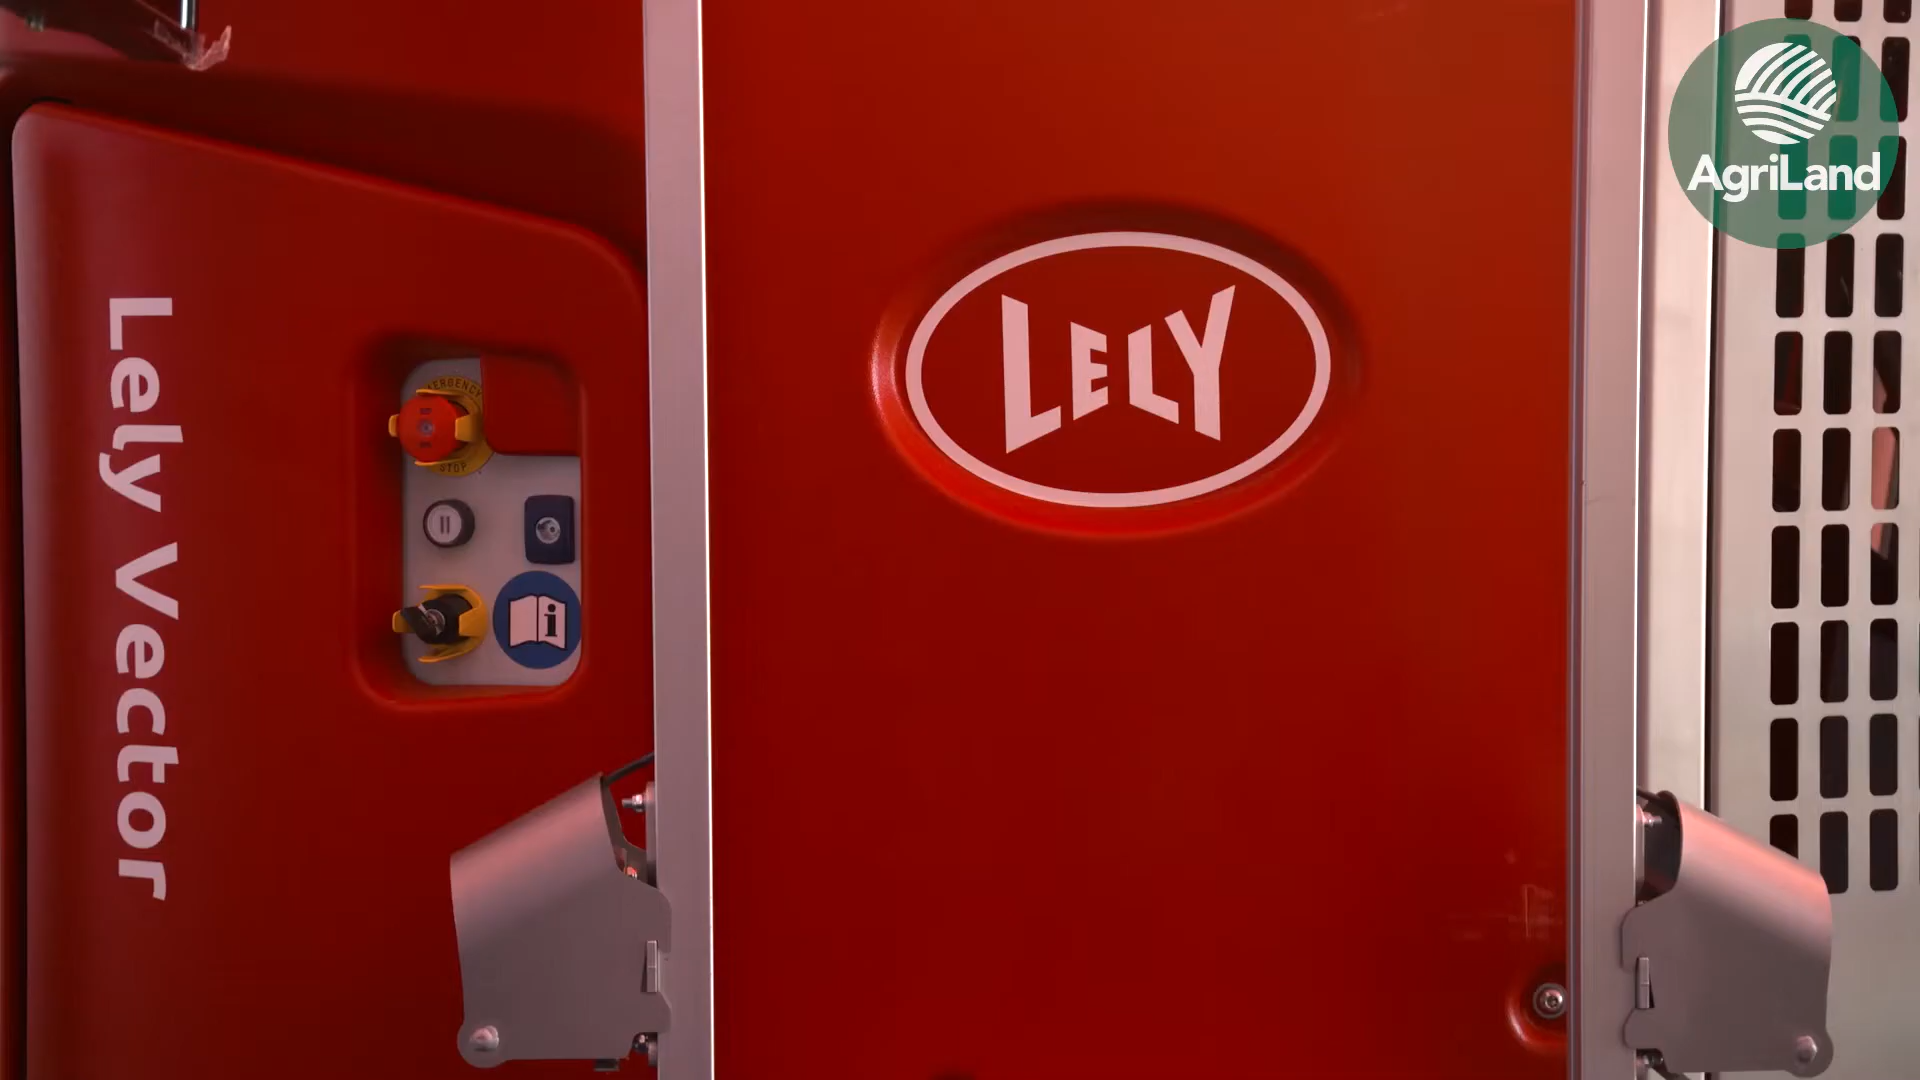 Lely Vector
EMERGENCY
STOP
LELY
i
AgriLand